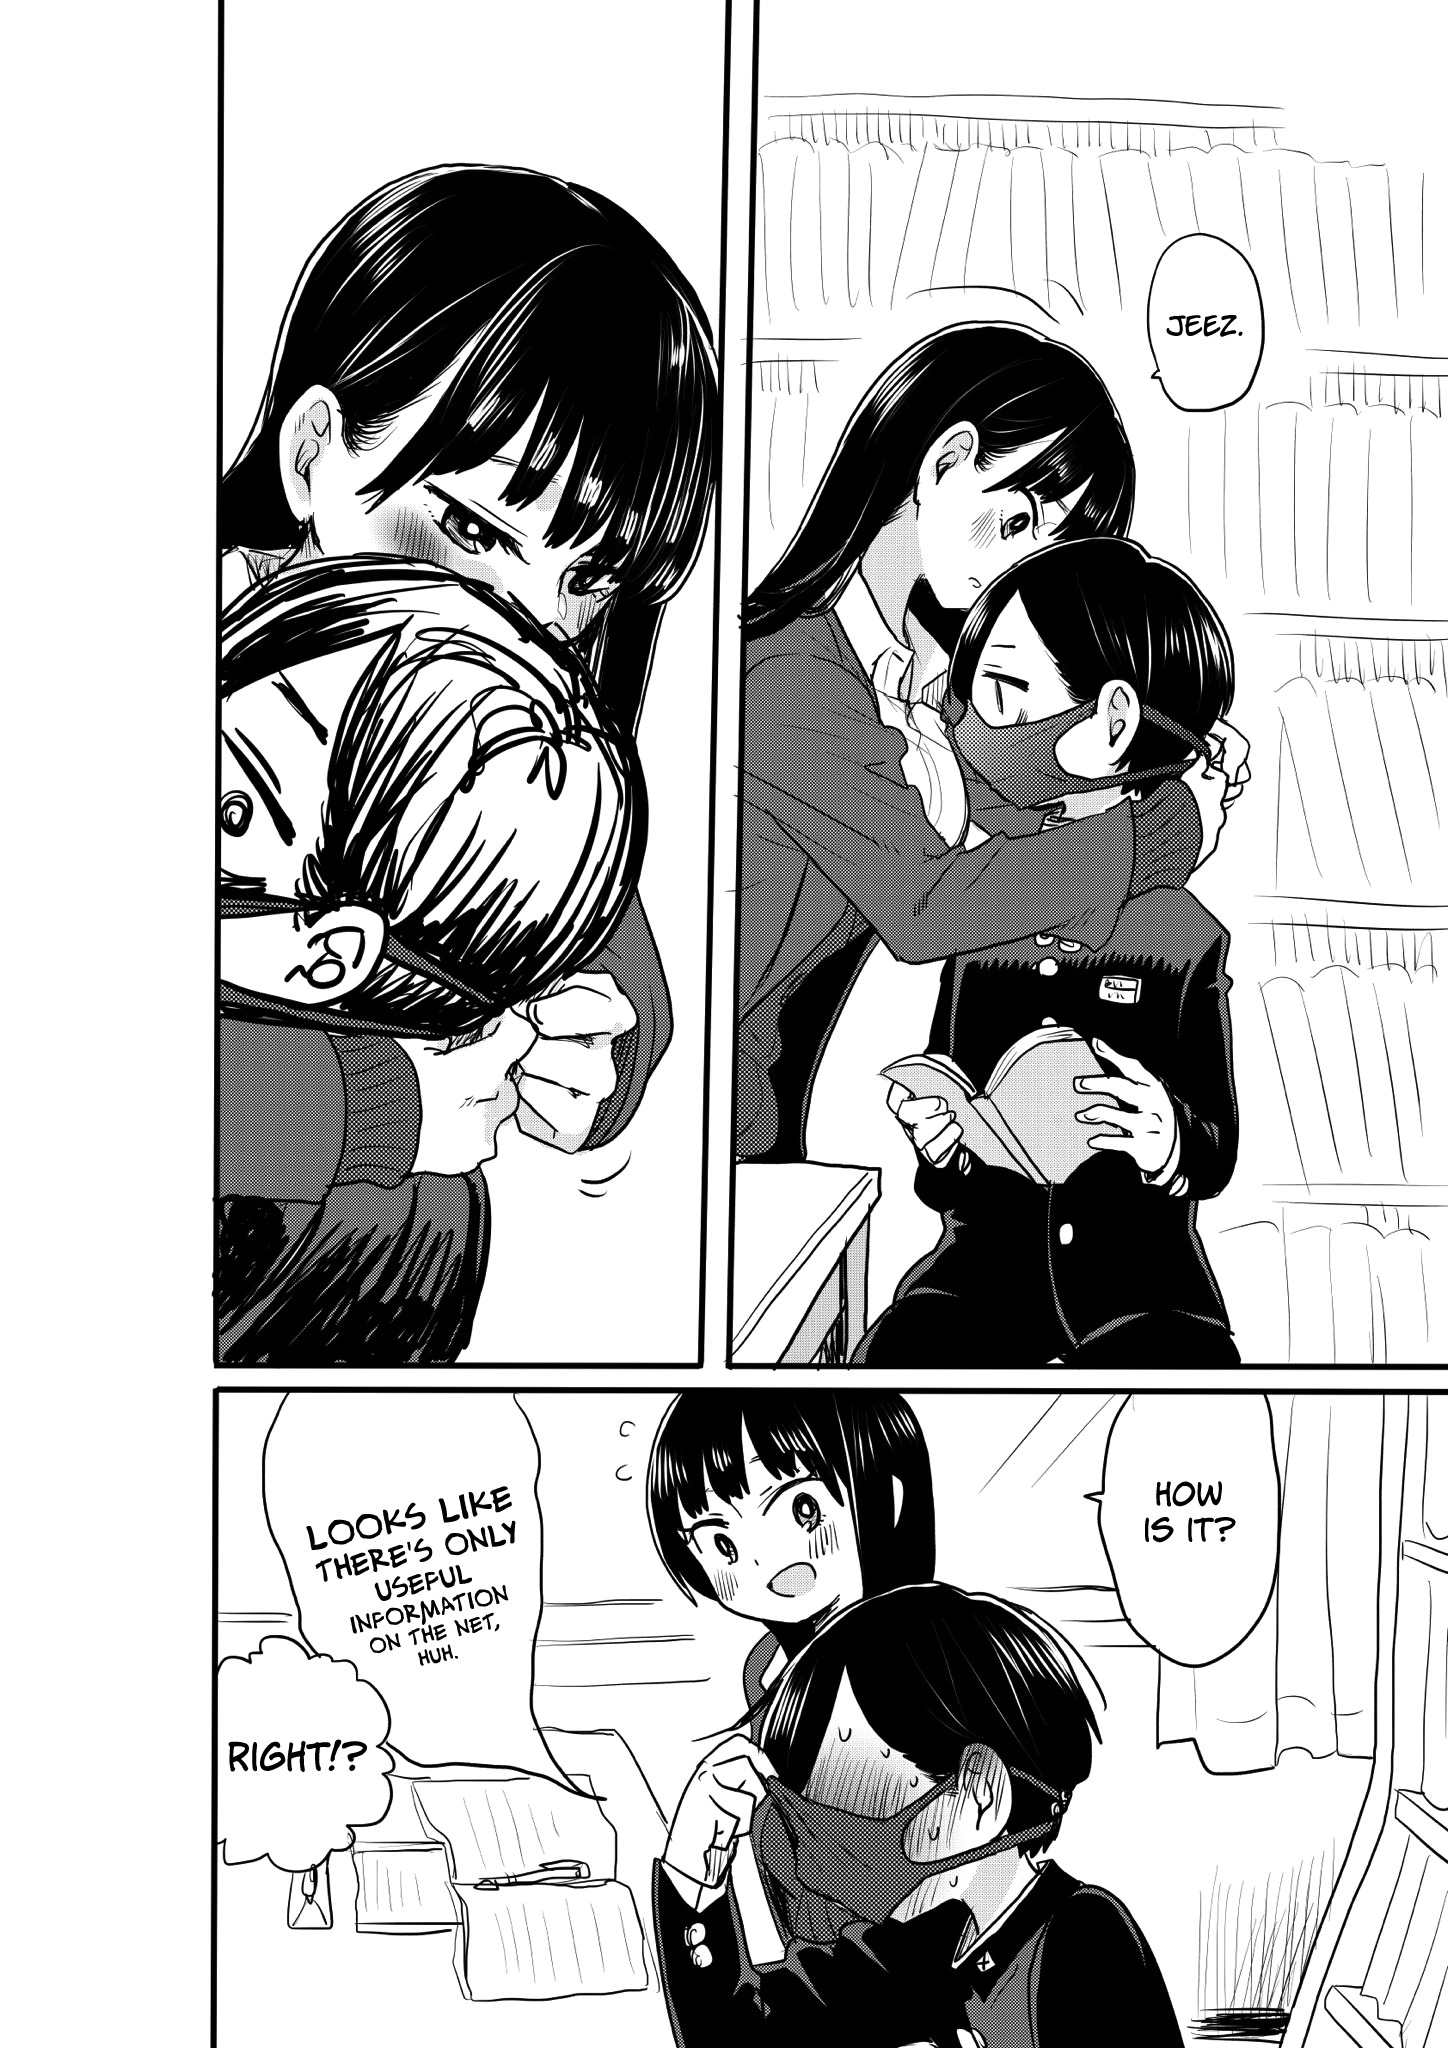 JEEZ.
HOW
IS IT?
LOOKS LIKE
THERE'S ONLY
USEFUL
INFORMATION
ON THE NET,
HUH.
RIGHT!?